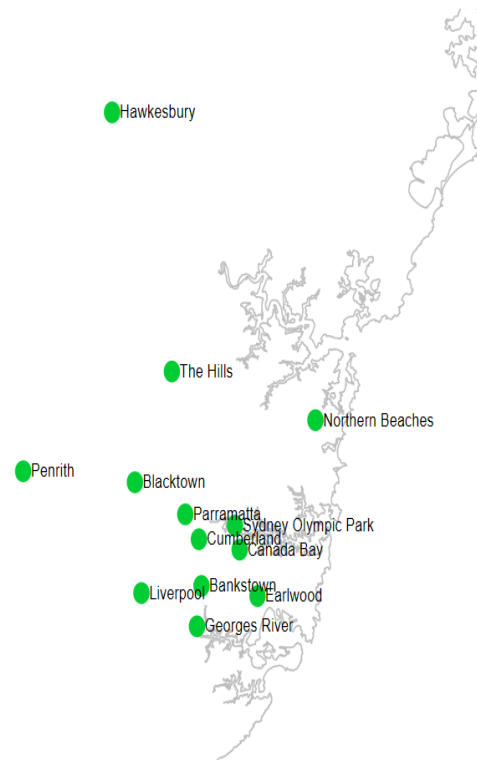 Hawkesbury
The Hills
Northern Beaches
Penrith
Blacktown
Parramatta
Sydney Olympic Park
Cumberland
Canada Bay
Bankstown
Liverpool
Earlwood
Georges River